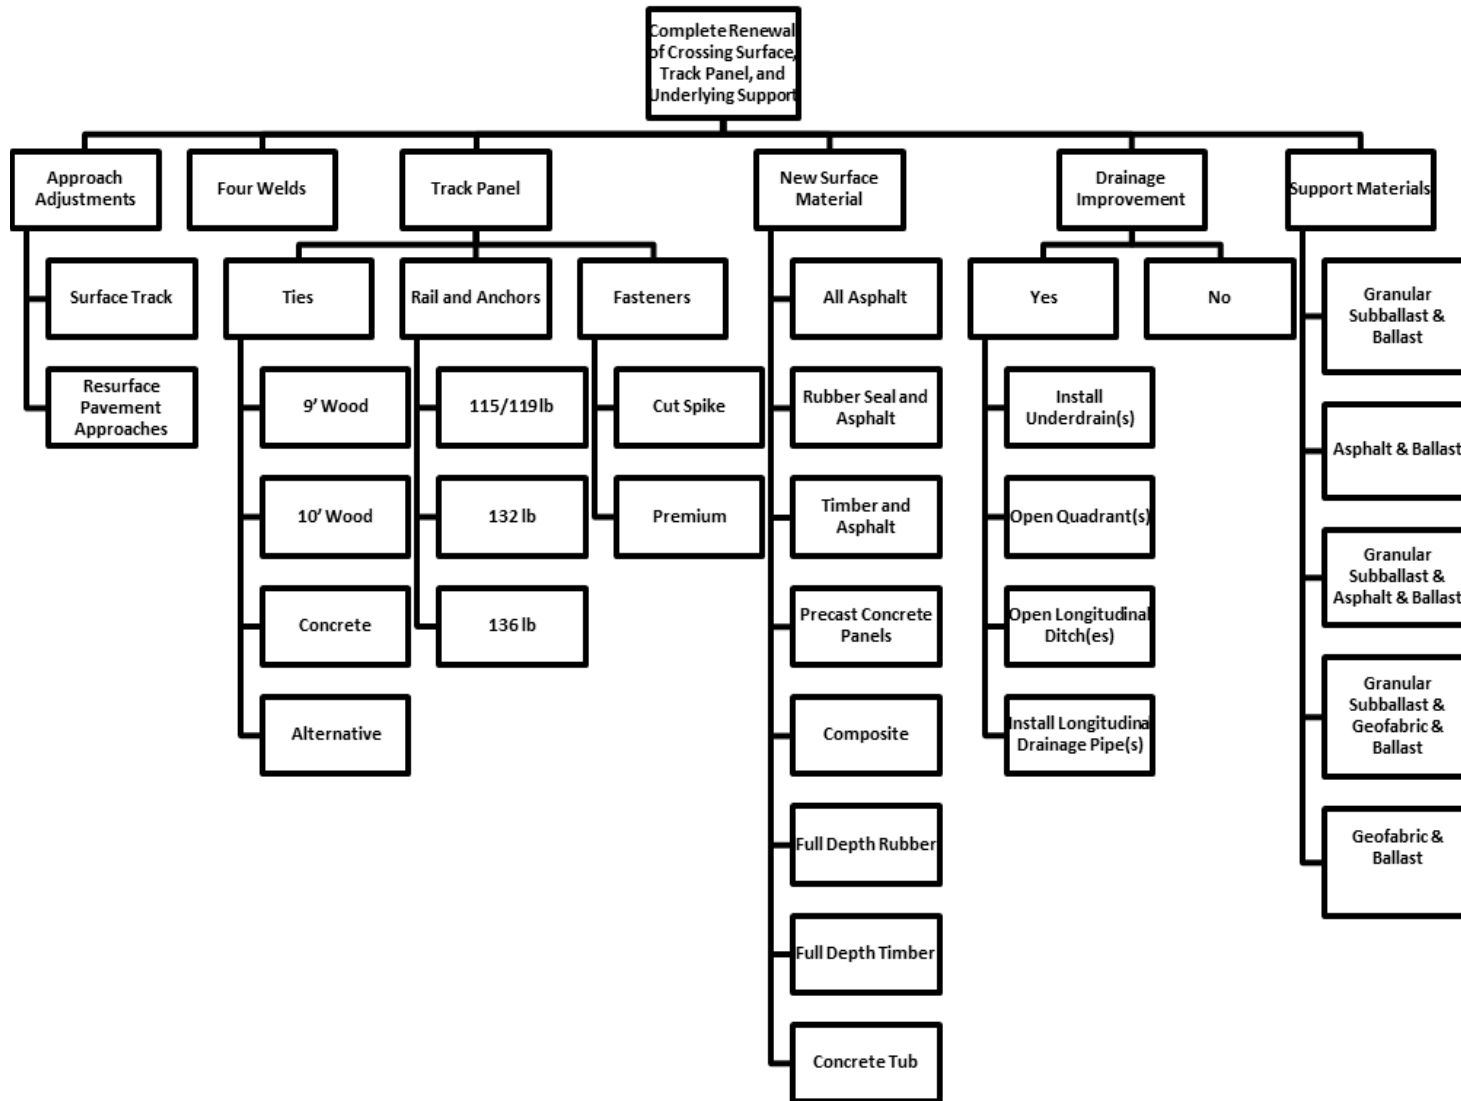 Complete Renewal
of Crossing Surface,
Track Panel, and
Underlying Support
Approach
Adjustments
Four Welds
Track Panel
New Surface
Material
Drainage
Improvement
Support Materials
Surface Track
Resurface
Pavement
Approaches
Ties
9' Wood
10' Wood
Concrete
Alternative
Rail and Anchors
115/119 lb
132 lb
136 lb
Fasteners
Cut Spike
Premium
All Asphalt
Rubber Seal and
Asphalt
Timber and
Asphalt
Precast Concrete
Panels
Composite
Full Depth Rubber
Full Depth Timber
Concrete Tub
Yes
Install
Underdrain(s)
Open Quadrant(s)
Open Longitudinal
Ditch(es)
Install Longitudinal
Drainage Pipe(s)
No
Granular
Subballast &
Ballast
Asphalt & Ballast
Granular
Subballast &
Asphalt & Ballast
Granular
Subballast &
Geofabric &
Ballast
Geofabric &
Ballast